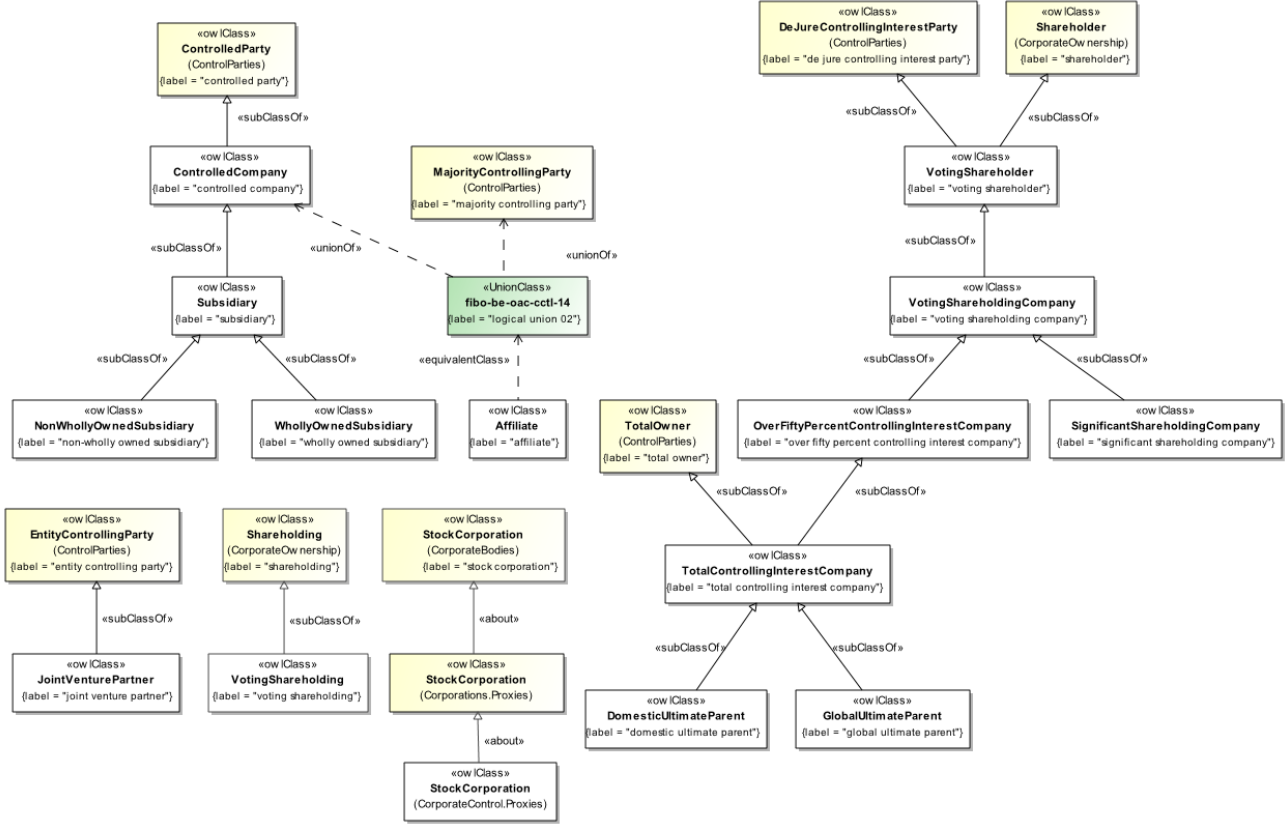 «owlClass»
ControlledParty
(ControlParties)
{label = "controlled party"}
«subClassOf»
«owlClass»
ControlledCompany
{label = "controlled company"}
«owlClass»
MajorityControllingParty
(ControlParties)
{label = "majority controlling party"}
«subClassOf»
«unionOf»
«unionOf»
«owlClass»
Subsidiary
{label = "subsidiary"}
«UnionClass»
fibo-be-oac-cctl-14
{label = "logical union 02"}
«subClassOf»
«subClassOf»
«equivalentClass»
«owlClass»
NonWhollyOwnedSubsidiary
{label = "non-wholly owned subsidiary"}
«owlClass»
WhollyOwnedSubsidiary
{label = "wholly owned subsidiary"}
«owlClass»
Affiliate
{label = "affiliate"}
«owlClass»
DeJureControllingInterestParty
(ControlParties)
{label = "de jure controlling interest party"}
«owlClass»
Shareholder
(CorporateOwnership)
{label = "shareholder"}
«subClassOf»
«subClassOf»
«owlClass»
VotingShareholder
{label = "voting shareholder"}
«subClassOf»
«owlClass»
VotingShareholdingCompany
{label = "voting shareholding company"}
«subClassOf»
«subClassOf»
«owlClass»
TotalOwner
(ControlParties)
{label = "total owner"}
«owlClass»
OverFiftyPercentControllingInterestCompany
{label = "over fifty percent controlling interest company"}
«owlClass»
SignificantShareholdingCompany
{label = "significant shareholding company"}
«subClassOf»
«subClassOf»
«owlClass»
TotalControllingInterestCompany
{label = "total controlling interest company"}
«subClassOf»
«subClassOf»
«owlClass»
DomesticUltimateParent
{label = "domestic ultimate parent"}
«owlClass»
GlobalUltimateParent
{label = "global ultimate parent"}
«owlClass»
EntityControllingParty
(ControlParties)
{label = "entity controlling party"}
«subClassOf»
«owlClass»
JointVenturePartner
{label = "joint venture partner"}
«owlClass»
Shareholding
(CorporateOwnership)
{label = "shareholding"}
«subClassOf»
«owlClass»
VotingShareholding
{label = "voting shareholding"}
«owlClass»
StockCorporation
(CorporateBodies)
{label = "stock corporation"}
«about»
«owlClass»
StockCorporation
(Corporations.Proxies)
«about»
«owlClass»
StockCorporation
(CorporateControl.Proxies)